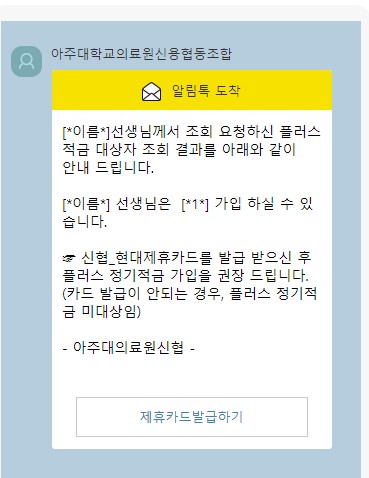 아주대학교의료원신용협동조합
알림톡 도착
[*이름*]선생님께서 조회 요청하신 플러스
적금 대상자 조회 결과를 아래와 같이
안내 드립니다.
[*이름*] 선생님은  [*1*] 가입 하실 수 있
습니다.
☞ 신협_현대제휴카드를 발급 받으신 후
플러스 정기적금 가입을 권장 드립니다.
(카드 발급이 안되는 경우, 플러스 정기적
금 미대상임)
- 아주대의료원신협 -
제휴카드발급하기